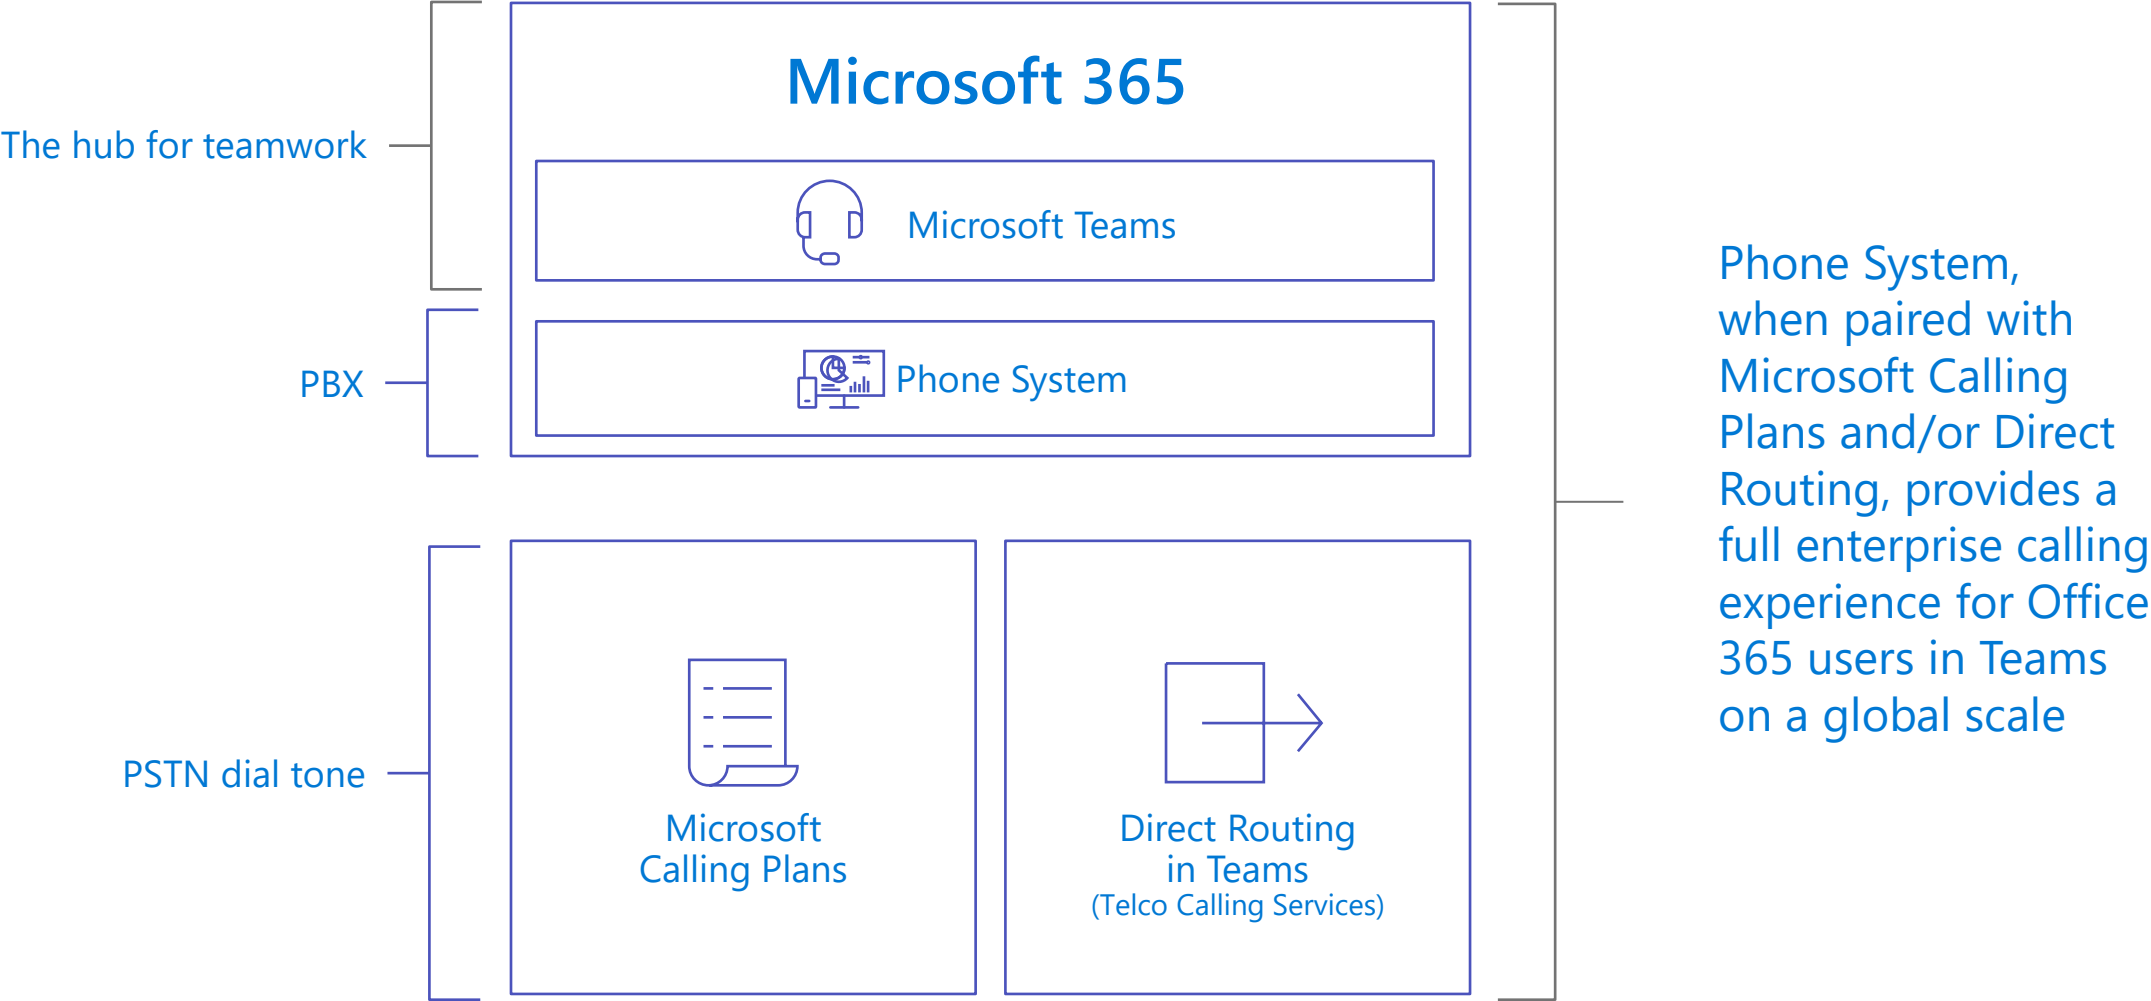 Microsoft 365
The hub for teamwork
Microsoft Teams
PBX
Phone System
PSTN dial tone
Microsoft
Calling Plans
Direct Routing
in Teams
(Telco Calling Services)
Phone System,
when paired with
Microsoft Calling
Plans and/or Direct
Routing, provides a
full enterprise calling
experience for Office
365 users in Teams
on a global scale